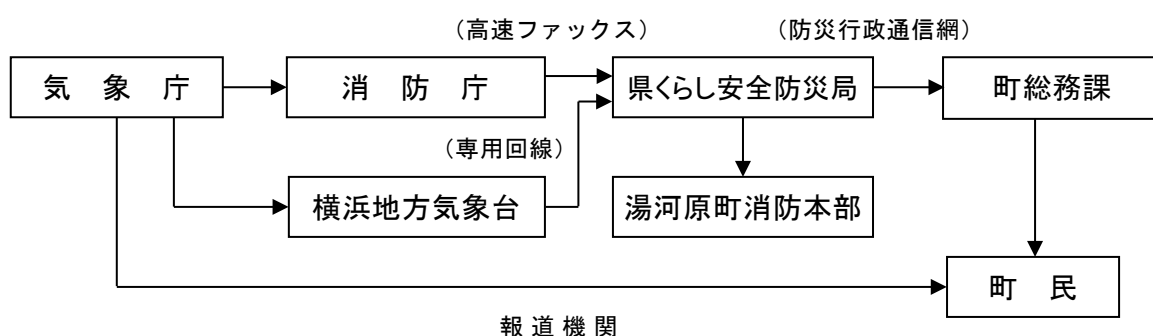 (高速ファックス) (防災行政通信網)
気象庁 消防庁 県くらし安全防災局 町総務課
(専用回線)
横浜地方気象台 湯河原町消防本部
町民
報道機関